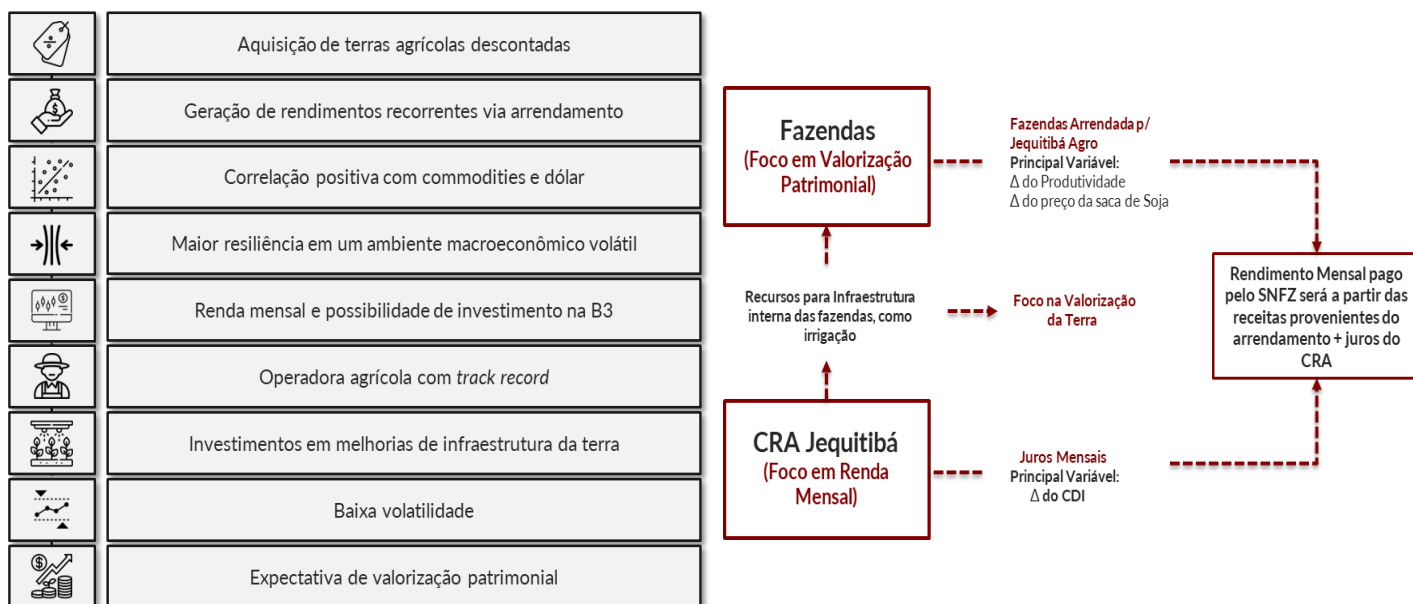 Aquisição de terras agrícolas descontadas
Geração de rendimentos recorrentes via arrendamento
Correlação positiva com commodities e dólar
Maior resiliência em um ambiente macroeconômico volátil
Renda mensal e possibilidade de investimento na B3
Operadora agrícola com track record
Investimentos em melhorias de infraestrutura da terra
Baixa volatilidade
Expectativa de valorização patrimonial
Fazendas
(Foco em Valorização
Patrimonial)
Fazendas Arrendada p/
Jequitibá Agro
Principal Variável:
Δ do Produtividade
Δ do preço da saca de Soja
Recursos para Infraestrutura
interna das fazendas, como
irrigação
Foco na Valorização
da Terra
Rendimento Mensal pago
pelo SNFZ será a partir das
receitas provenientes do
arrendamento + juros do
CRA
CRA Jequitibá
(Foco em Renda
Mensal)
Juros Mensais
Principal Variável:
Δ do CDI